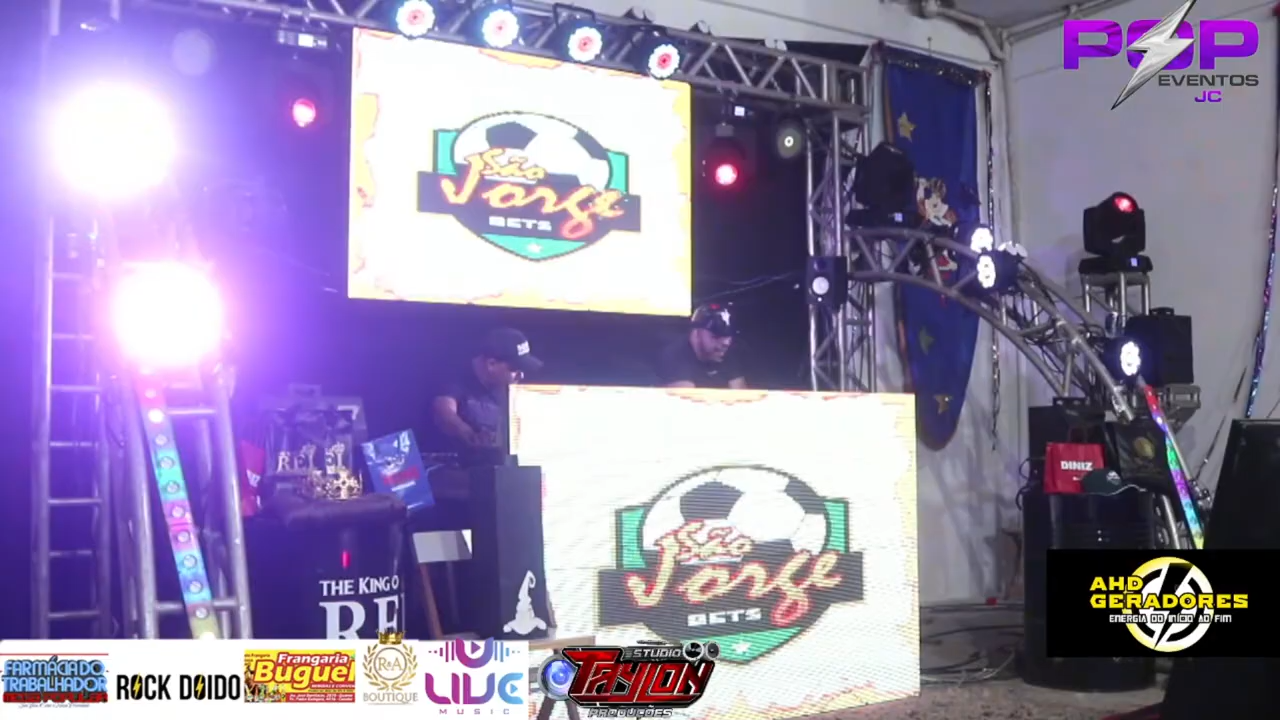 POP
EVENTOS
JC
São
Jorge
BETS
São
Jorge
BETS
DINIZ
THE KING O
RE
AHD
GERADORES
ENERGIA DO INÍCIO AO FIM
FARMÁCIA DO
TRABALHADOR
ROCK DOIDO
Frangaria
Buguel
R&A
BOUTIQUE
LIVE
MUSIC
STUDIO
TAYLON
PRODUÇÕES